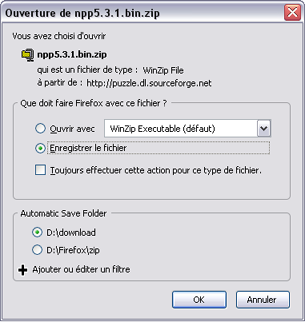 Ouverture de npp5.3.1.bin.zip
Vous avez choisi d'ouvrir
npp5.3.1.bin.zip
qui est un fichier de type : WinZip File
à partir de : http://puzzle.dl.sourceforge.net
Que doit faire Firefox avec ce fichier ?
Ouvrir avec WinZip Executable (défaut)
Enregistrer le fichier
Toujours effectuer cette action pour ce type de fichier.
Automatic Save Folder
D:\download
D:\Firefox\zip
Ajouter ou éditer un filtre
OK Annuler